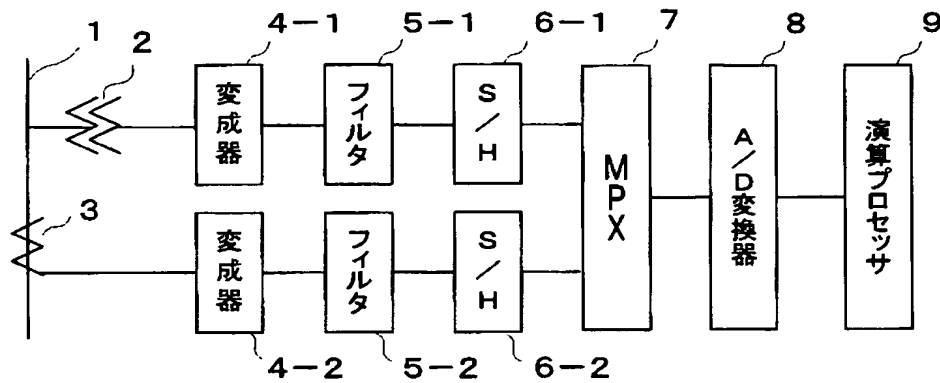 1
2
4-1
5-1
6-1
7
8
9
変成器
フィルタ
S/H
MPX
A/D変換器
演算プロセッサ
3
変成器
フィルタ
S/H
4-2
5-2
6-2